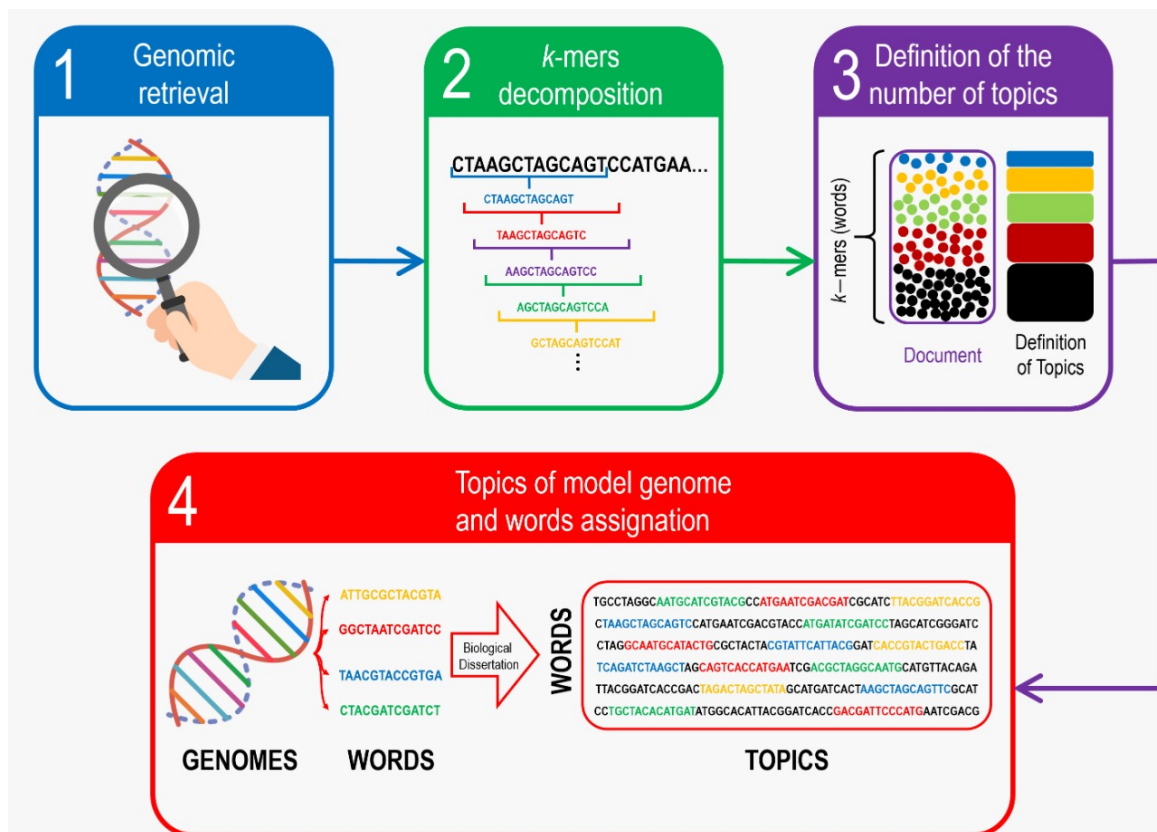 1
Genomic
retrieval
2
k-mers
decomposition
CTAAGCTAGCAGTCCATGAA...
CTAAGCTAGCAGT
TAAGCTAGCAGTC
AAGCTAGCAGTCC
AGCTAGCAGTCCA
GCTAGCAGTCCAT
3
Definition of the
number of topics
k–mers (words)
Document
Definition
of Topics
4
Topics of model genome
and words assignation
ATTGCGCTACGTA
GGCTAATCGATCC
TAACGTACCGTGA
CTACGATCGATCT
GENOMES
WORDS
Biological
Dissertation
WORDS
TGCCTAGGCAATGCATCGTACGCCATGAATCGACGATCGCATCTTACGGATCACCG
CTAAGCTAGCAGTCCATGAATCGACGTACCATGATATCGATCCTAGCATCGGGATC
CTAGGCAATGCATACTGCGCTACTACGTATTCATTACGGATCACCGTACTGACCTA
TCAGATCTAAGCTAGCAGTCACCATGAATCGACGCTAGGCAATGCATGTTACAGA
TTACGGATCACCGACTAGACTAGCTATAGCATGATCACTAAGCTAGCAGTTCGCAT
CCTGCTACACATGATATGGCACATTACGGATCACCGACGATTCCCATGAATCGACG
TOPICS